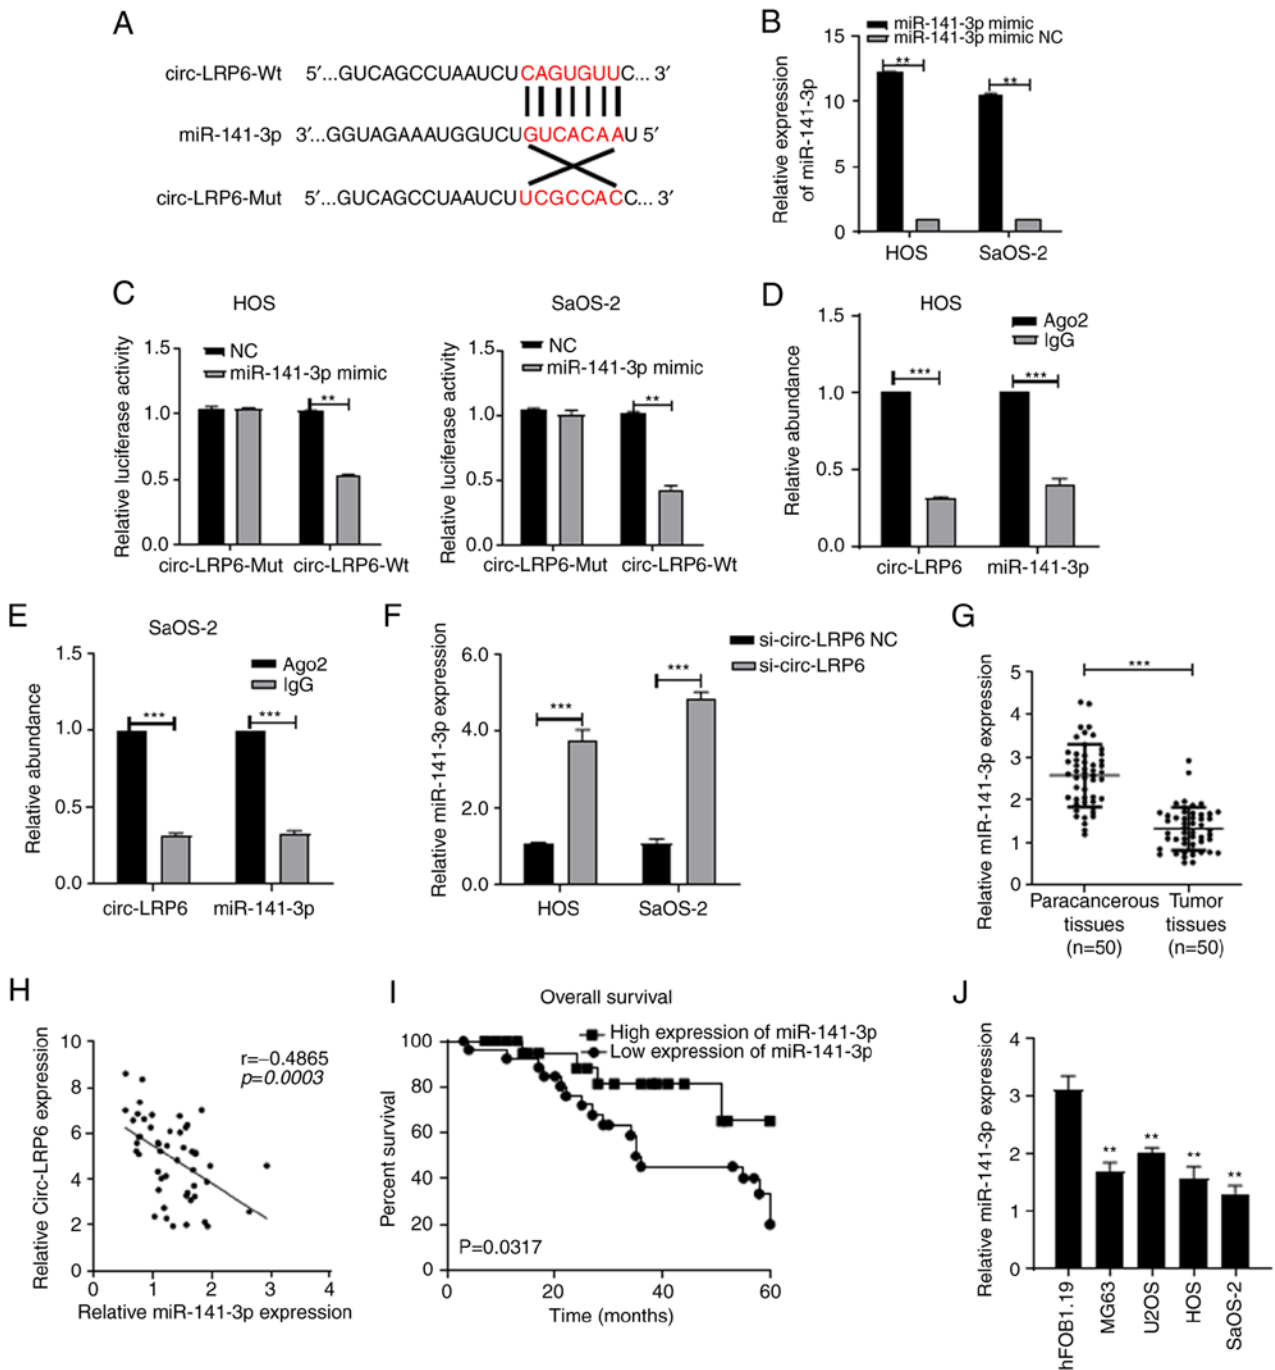 A
circ-LRP6-Wt 5′...GUCAGCCUAAUCUCAGUGUUC... 3′
miR-141-3p 3′...GGUAGAAAUGGUCUGUCACAAU 5′
circ-LRP6-Mut 5′...GUCAGCCUAAUCUUCGCCACC... 3′
B
miR-141-3p mimic
miR-141-3p mimic NC
Relative expression
of miR-141-3p
15
10
5
0
** **
HOS SaOS-2
C
HOS
Relative luciferase activity
1.5
1.0
0.5
0.0
NC
miR-141-3p mimic
**
circ-LRP6-Mut circ-LRP6-Wt
SaOS-2
Relative luciferase activity
1.5
1.0
0.5
0.0
NC
miR-141-3p mimic
**
circ-LRP6-Mut circ-LRP6-Wt
D
HOS
Relative abundance
1.5
1.0
0.5
0.0
Ago2
IgG
*** ***
circ-LRP6 miR-141-3p
E
SaOS-2
Relative abundance
1.5
1.0
0.5
0.0
Ago2
IgG
*** ***
circ-LRP6 miR-141-3p
F
Relative miR-141-3p expression
6.0
4.0
2.0
0.0
si-circ-LRP6 NC
si-circ-LRP6
*** ***
HOS SaOS-2
G
Relative miR-141-3p expression
5
4
3
2
1
0
***
Paracancerous Tumor
tissues tissues
(n=50) (n=50)
H
Relative Circ-LRP6 expression
10
8
6
4
2
0
r=−0.4865
p=0.0003
0 1 2 3 4
Relative miR-141-3p expression
I
Overall survival
Percent survival
100
80
60
40
20
0
High expression of miR-141-3p
Low expression of miR-141-3p
P=0.0317
0 20 40 60
Time (months)
J
Relative miR-141-3p expression
4
3
2
1
0
** ** ** **
hFOB1.19 MG63 U2OS HOS SaOS-2